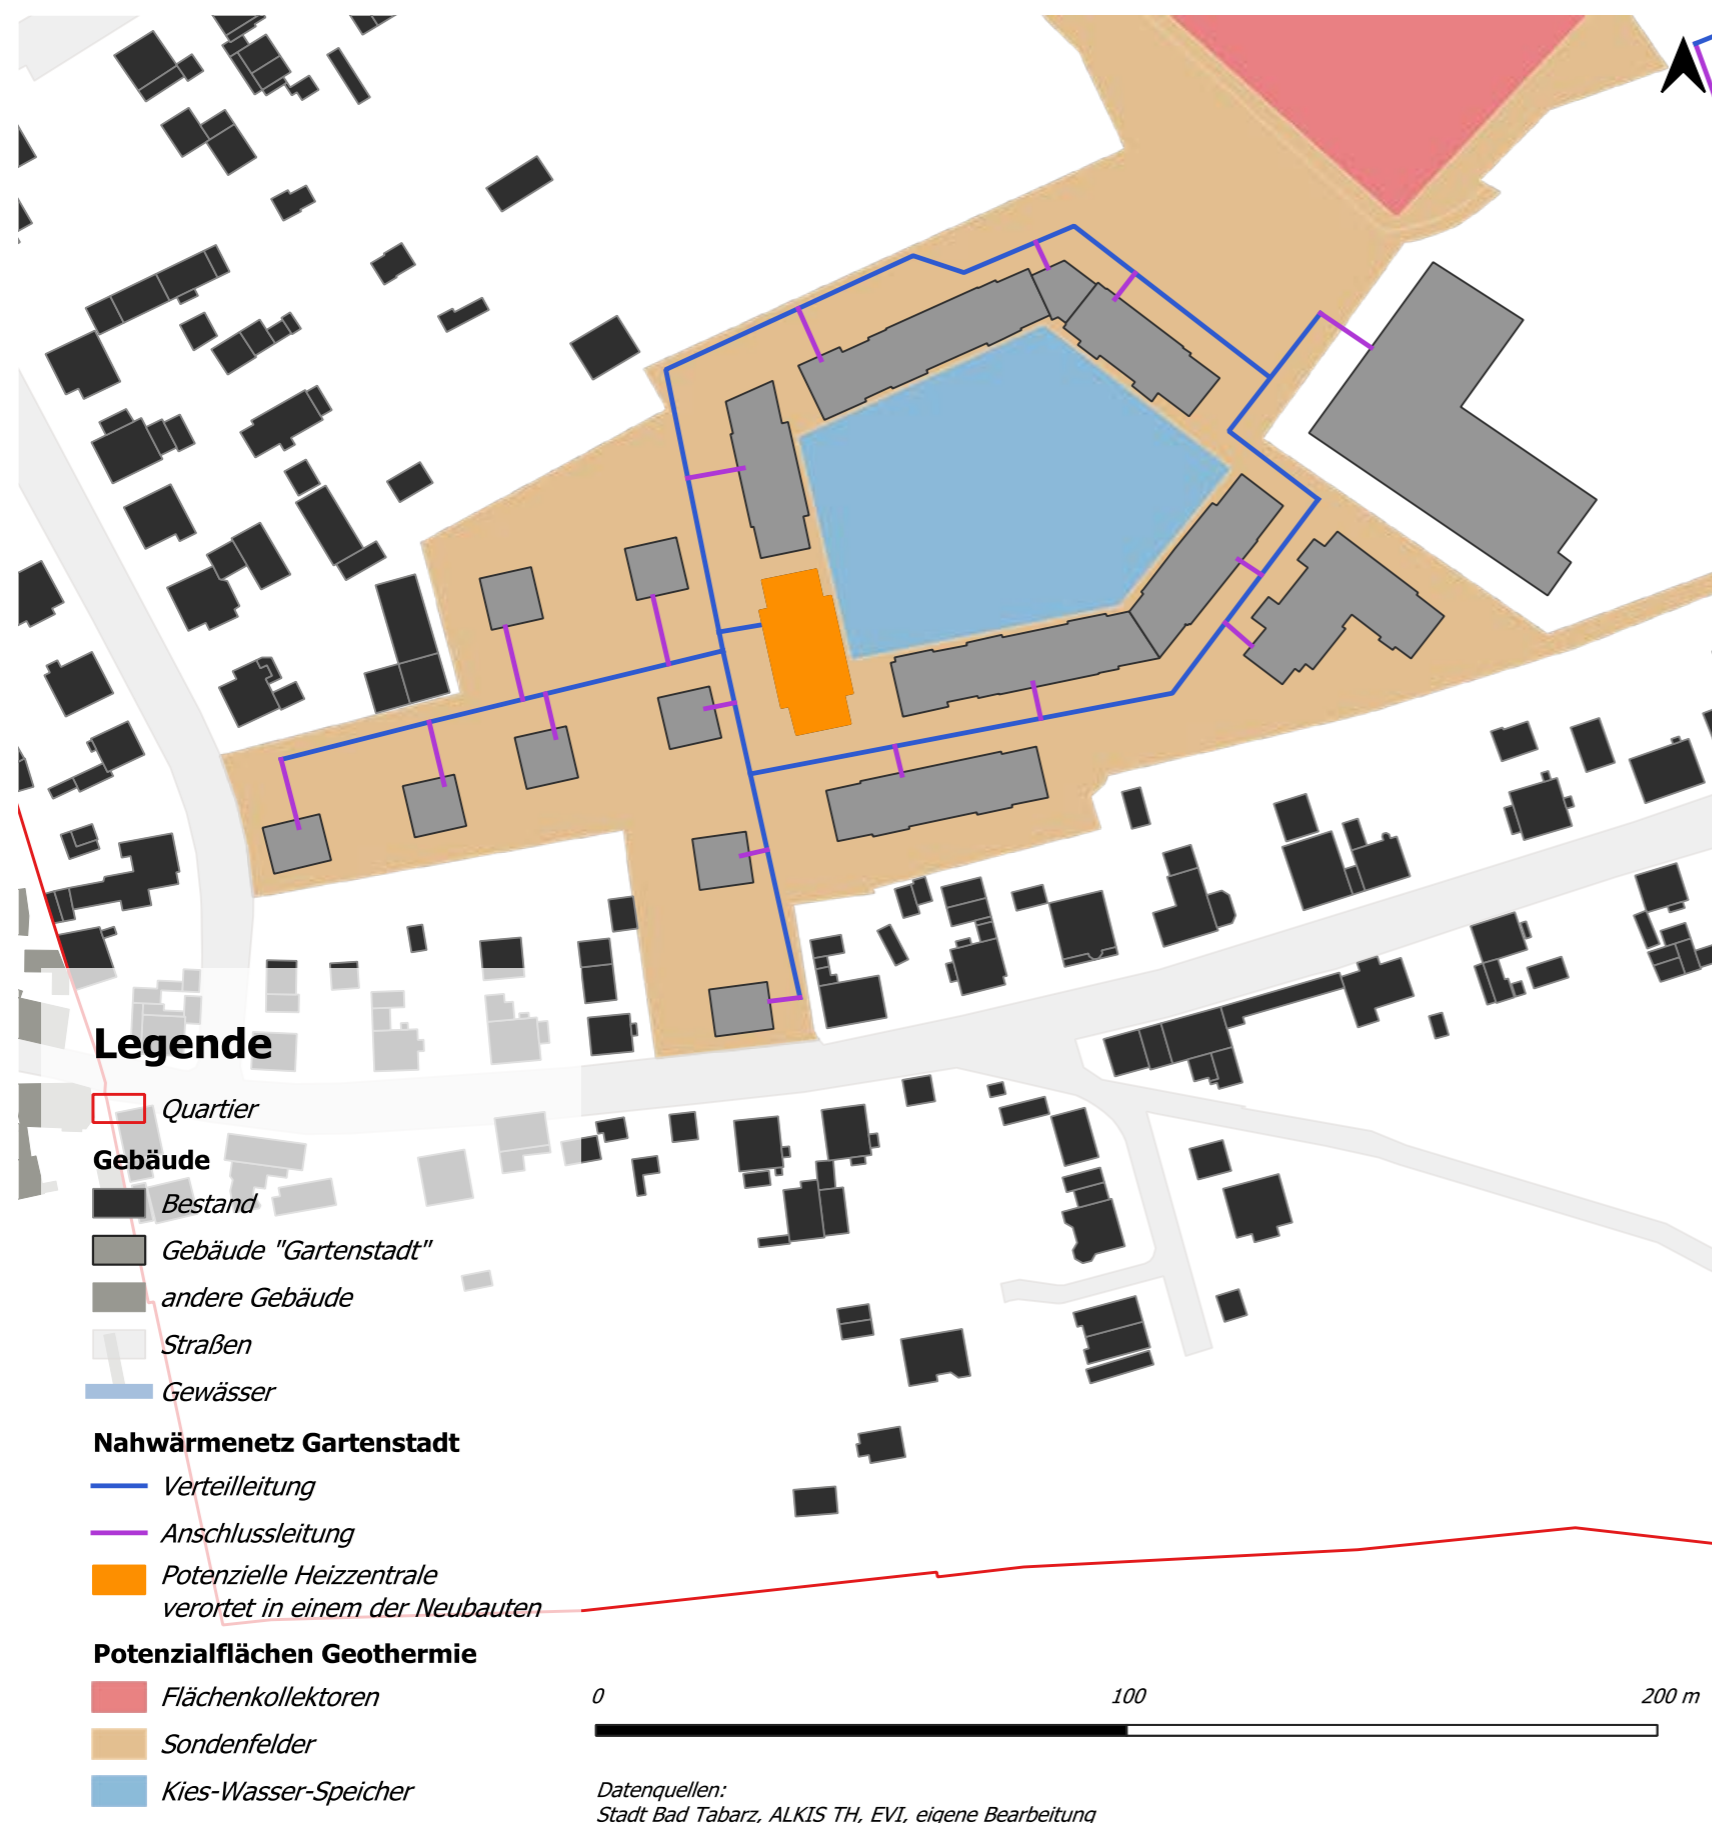 Legende
Quartier
Gebäude
Bestand
Gebäude "Gartenstadt"
andere Gebäude
Straßen
Gewässer
Nahwärmenetz Gartenstadt
Verteilleitung
Anschlussleitung
Potenzielle Heizzentrale
verortet in einem der Neubauten
Potenzialflächen Geothermie
Flächenkollektoren
Sondenfelder
Kies-Wasser-Speicher
0 100 200 m
Datenquellen:
Stadt Bad Tabarz, ALKIS TH, EVI, eigene Bearbeitung